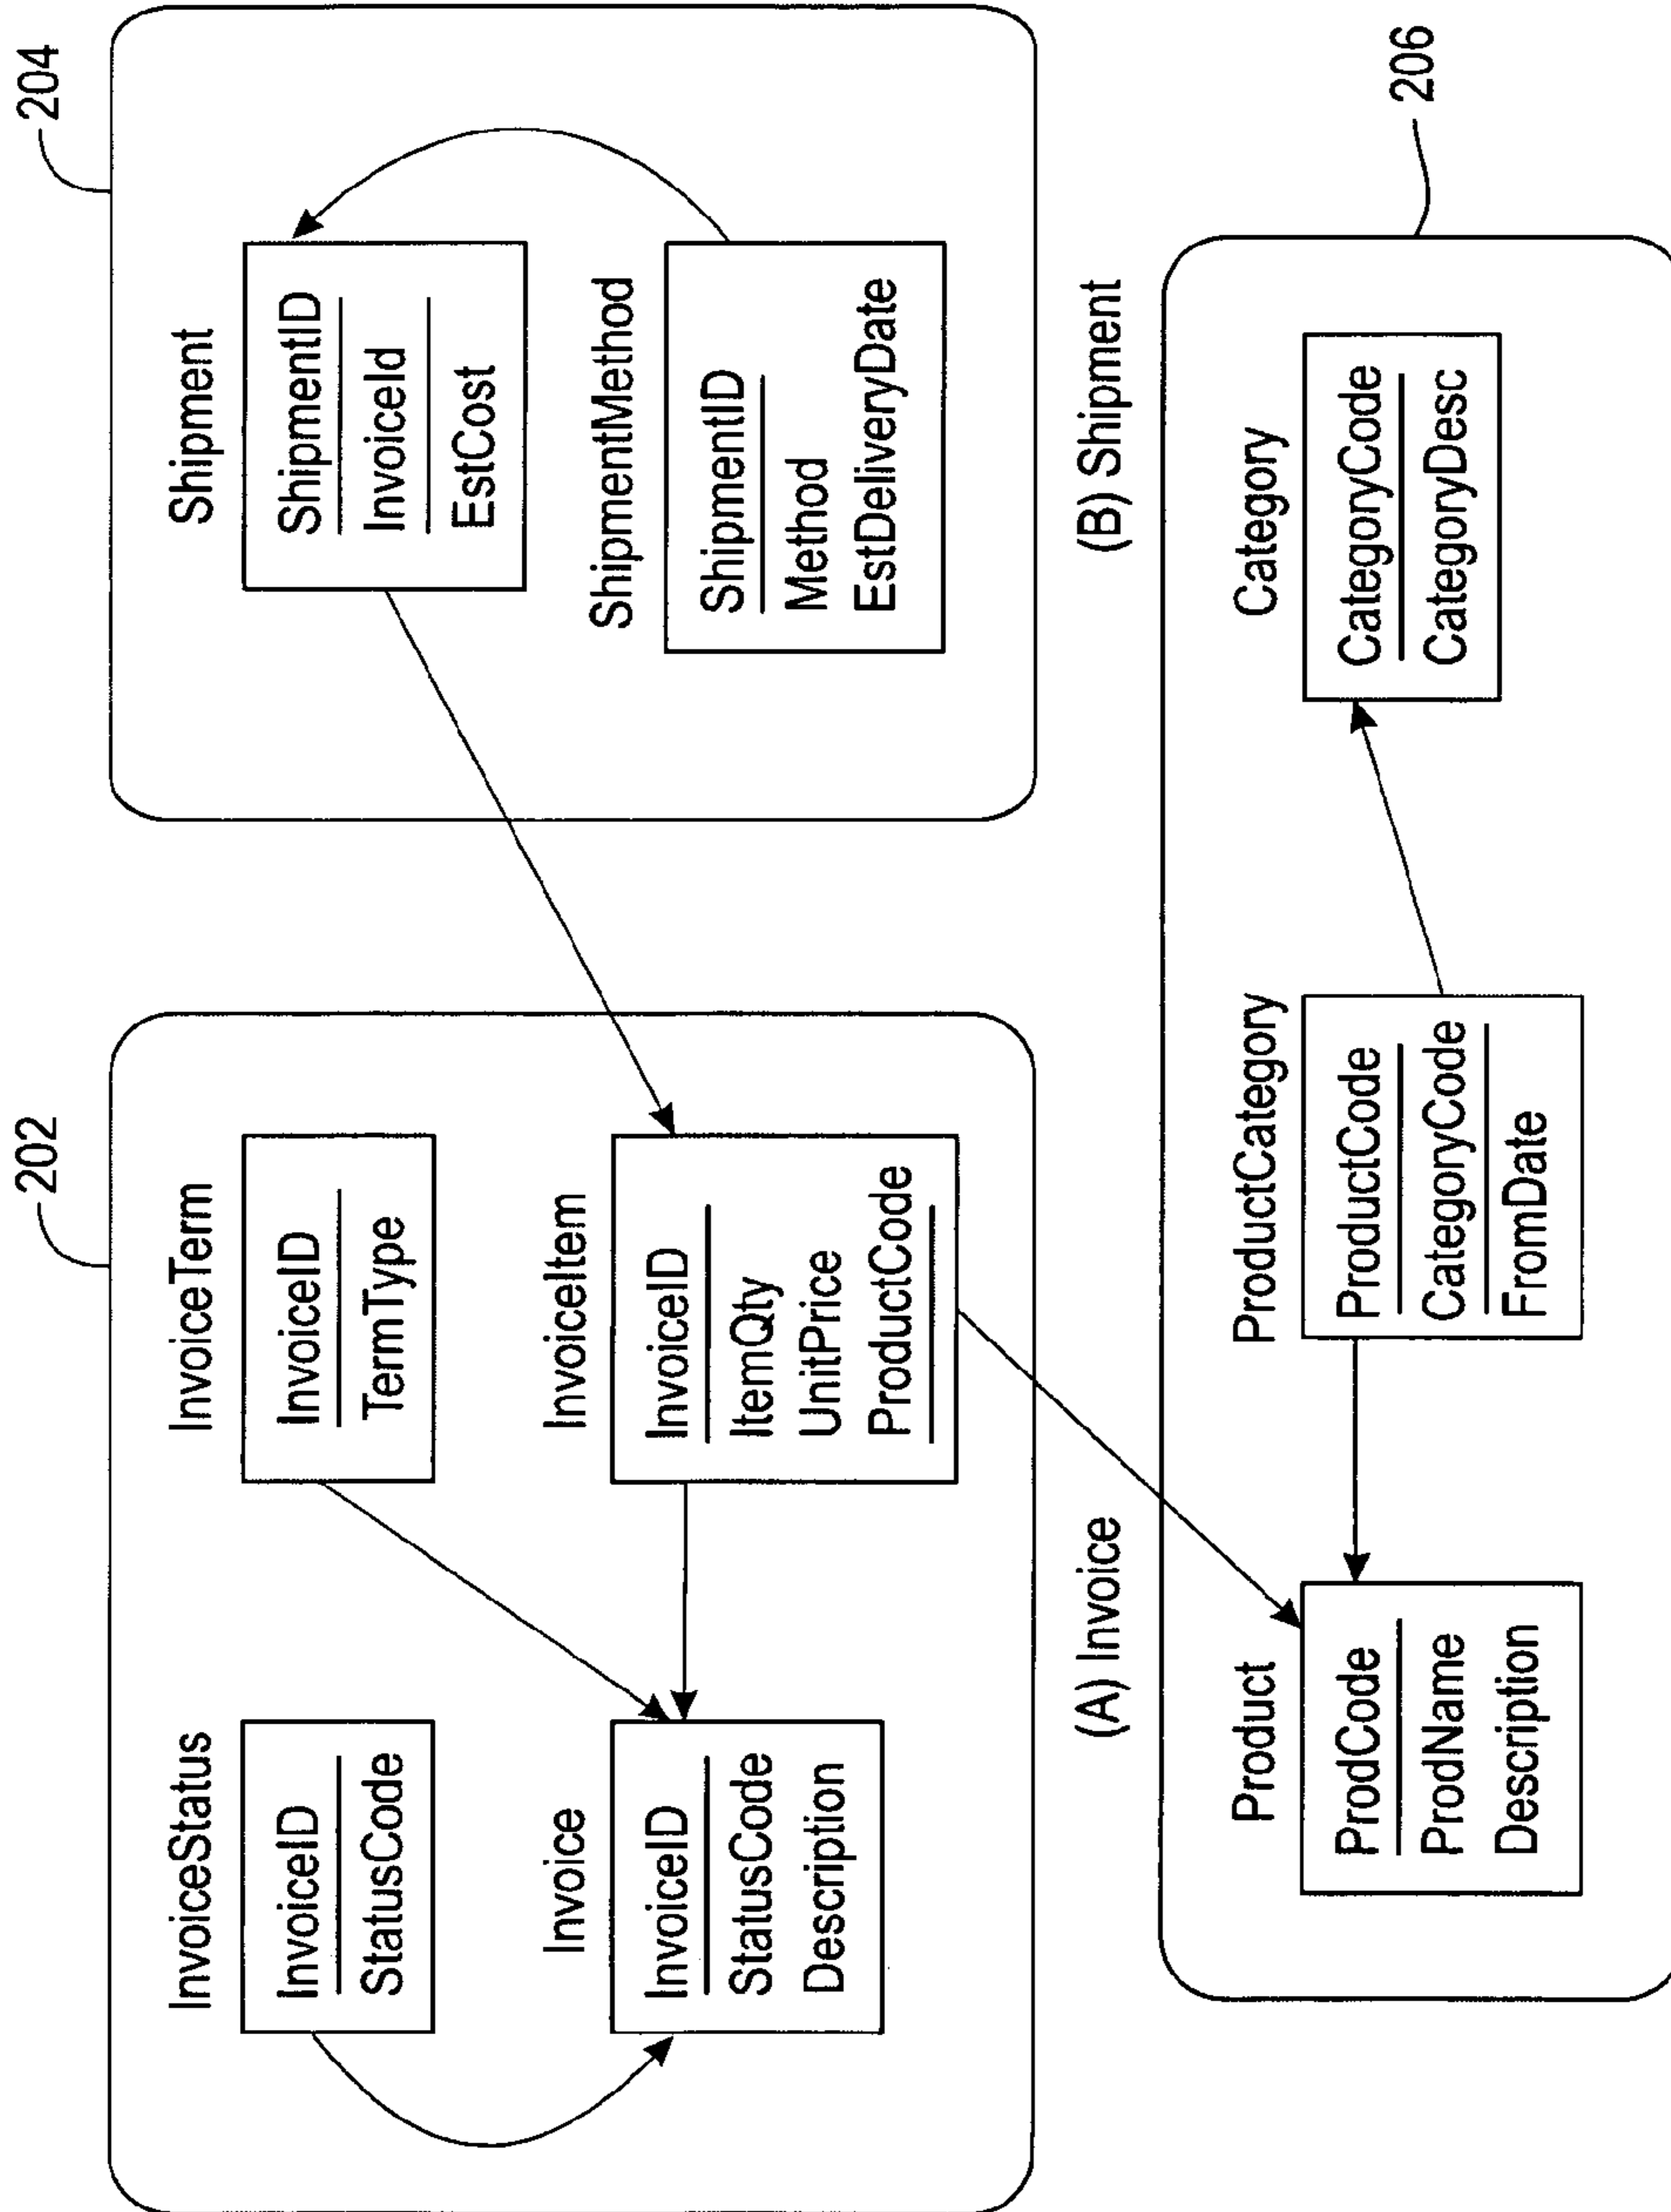 202
204
InvoiceStatus
InvoiceID
StatusCode
InvoiceTerm
InvoiceID
TermType
Invoice
InvoiceID
StatusCode
Description
InvoiceItem
InvoiceID
ItemQty
UnitPrice
ProductCode
(A) Invoice
Shipment
ShipmentID
InvoiceId
EstCost
ShipmentMethod
ShipmentID
Method
EstDeliveryDate
(B) Shipment
Product
ProdCode
ProdName
Description
ProductCategory
ProductCode
CategoryCode
FromDate
Category
CategoryCode
CategoryDesc
206